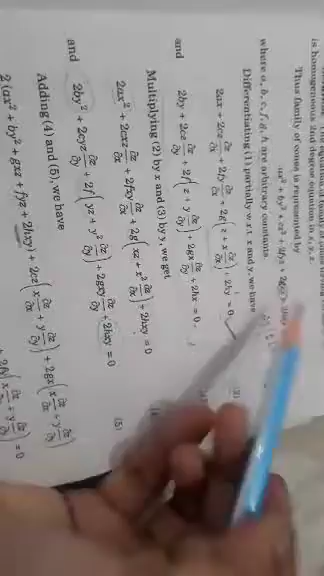 is homogeneous 2nd degree equation in x, y, z.
Thus family of cones is represented by
ax² + by² + cz² + 2fyz + 2gzx
where a, b, c, f, g, h are arbitrary constants.
Differentiating (1) partially w.r.t. x and y, we have
2ax + 2cz ∂z/∂x + 2fy ∂z/∂x + 2g( z + x ∂z/∂x ) + 2hy = 0
and
2by + 2cz ∂z/∂y + 2f( z + y ∂z/∂y ) + 2gx ∂z/∂y + 2hx = 0
Multiplying (2) by x and (3) by y, we get
2ax² + 2czx ∂z/∂x + 2fxy ∂z/∂x + 2g( xz + x² ∂z/∂x ) + 2hxy = 0
and
2by² + 2cyz ∂z/∂y + 2f( yz + y² ∂z/∂y ) + 2gxy ∂z/∂y + 2hxy = 0 (5)
Adding (4) and (5), we have
2 (ax² + by² + gxz + fyz + 2hxy) + 2cz( x ∂z/∂x + y ∂z/∂y ) + 2gx( x ∂z/∂x + y ∂z/∂y )
( x ∂z/∂x + y ∂z/∂y ) = 0